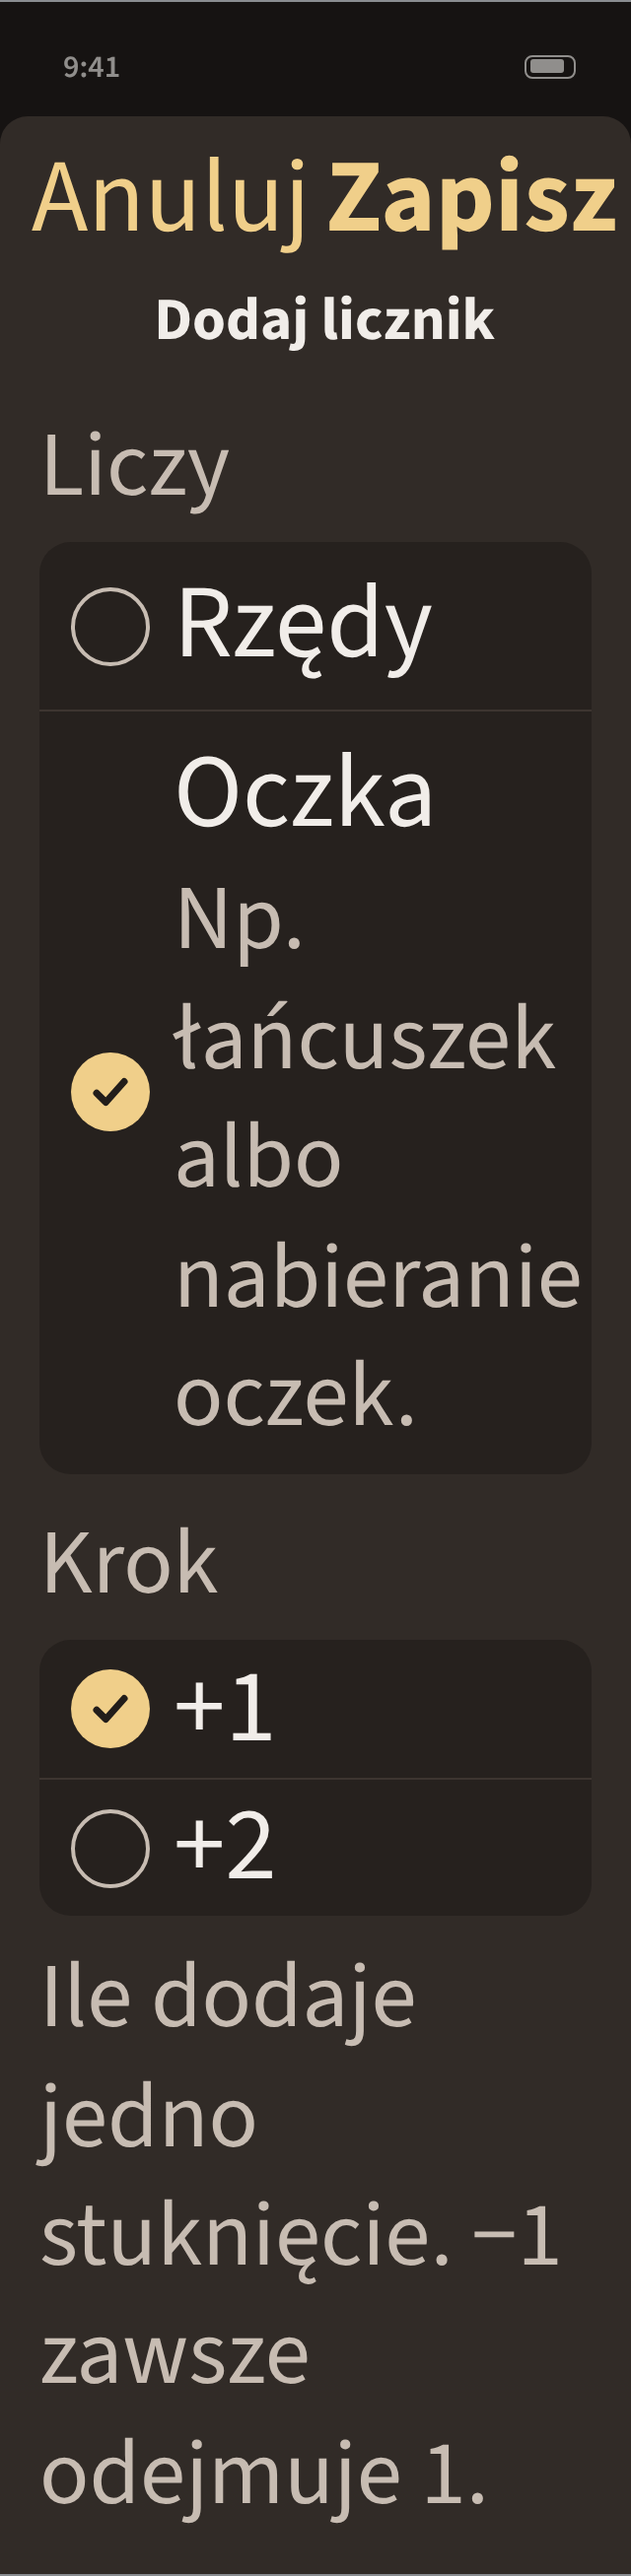 9:41
Anuluj Zapisz
Dodaj licznik
Liczy
Rzędy
Oczka
Np.
łańcuszek
albo
nabieranie
oczek.
Krok
+1
+2
Ile dodaje
jedno
stuknięcie. −1
zawsze
odejmuje 1.